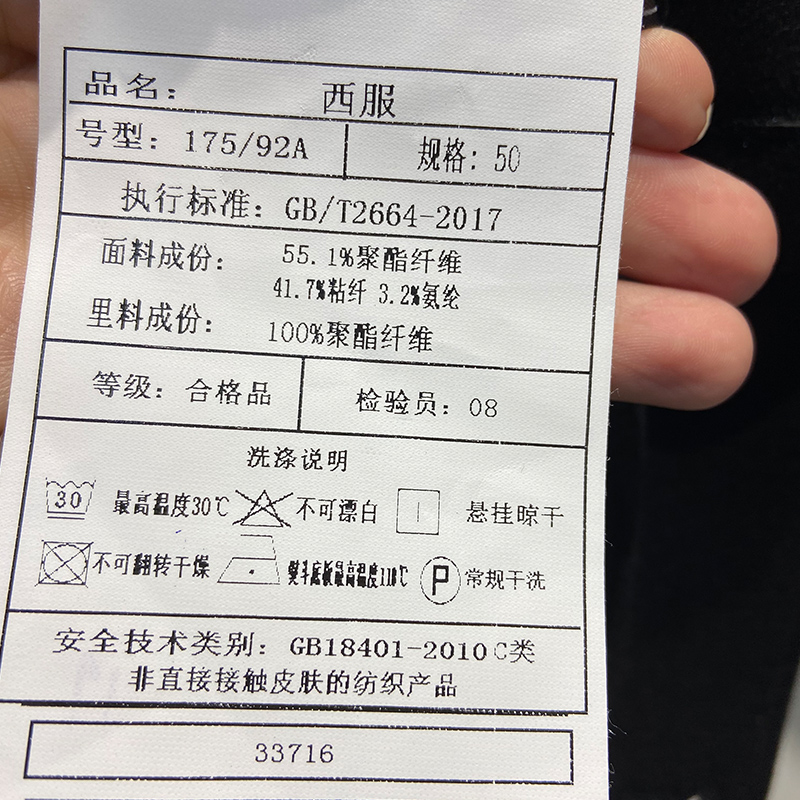 品名： 西服
号型：175/92A 规格：50
执行标准：GB/T2664-2017
面料成份： 55.1%聚酯纤维
41.7%粘纤 3.2%氨纶
里料成份： 100%聚酯纤维
等级：合格品 检验员：08
洗涤说明
30 最高温度30℃ 不可漂白 悬挂晾干
不可翻转干燥 熨斗底板最高温度110℃ P 常规干洗
安全技术类别：GB18401-2010C类
非直接接触皮肤的纺织产品
33716